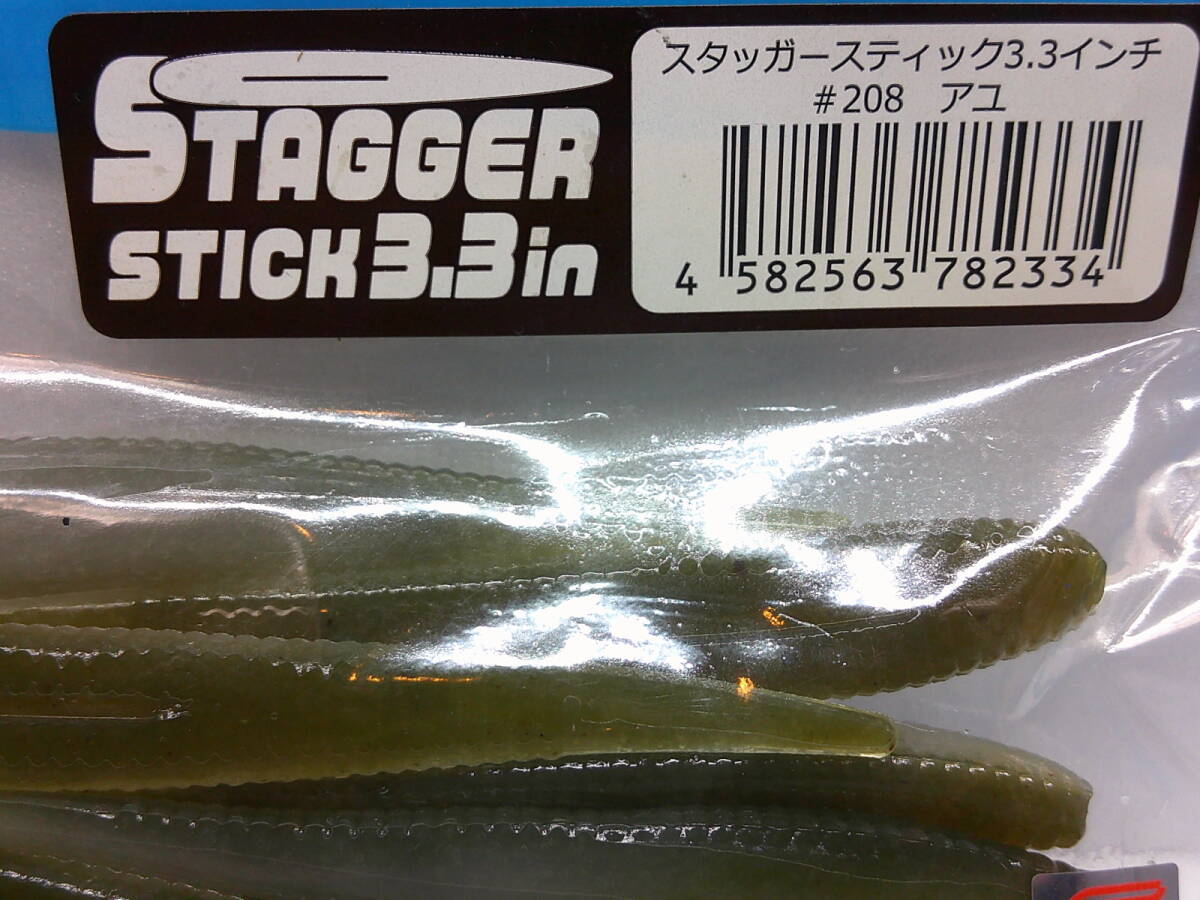 STAGGER
STICK 3.3in
スタッガースティック3.3インチ
#208 アユ
4 582563 782334